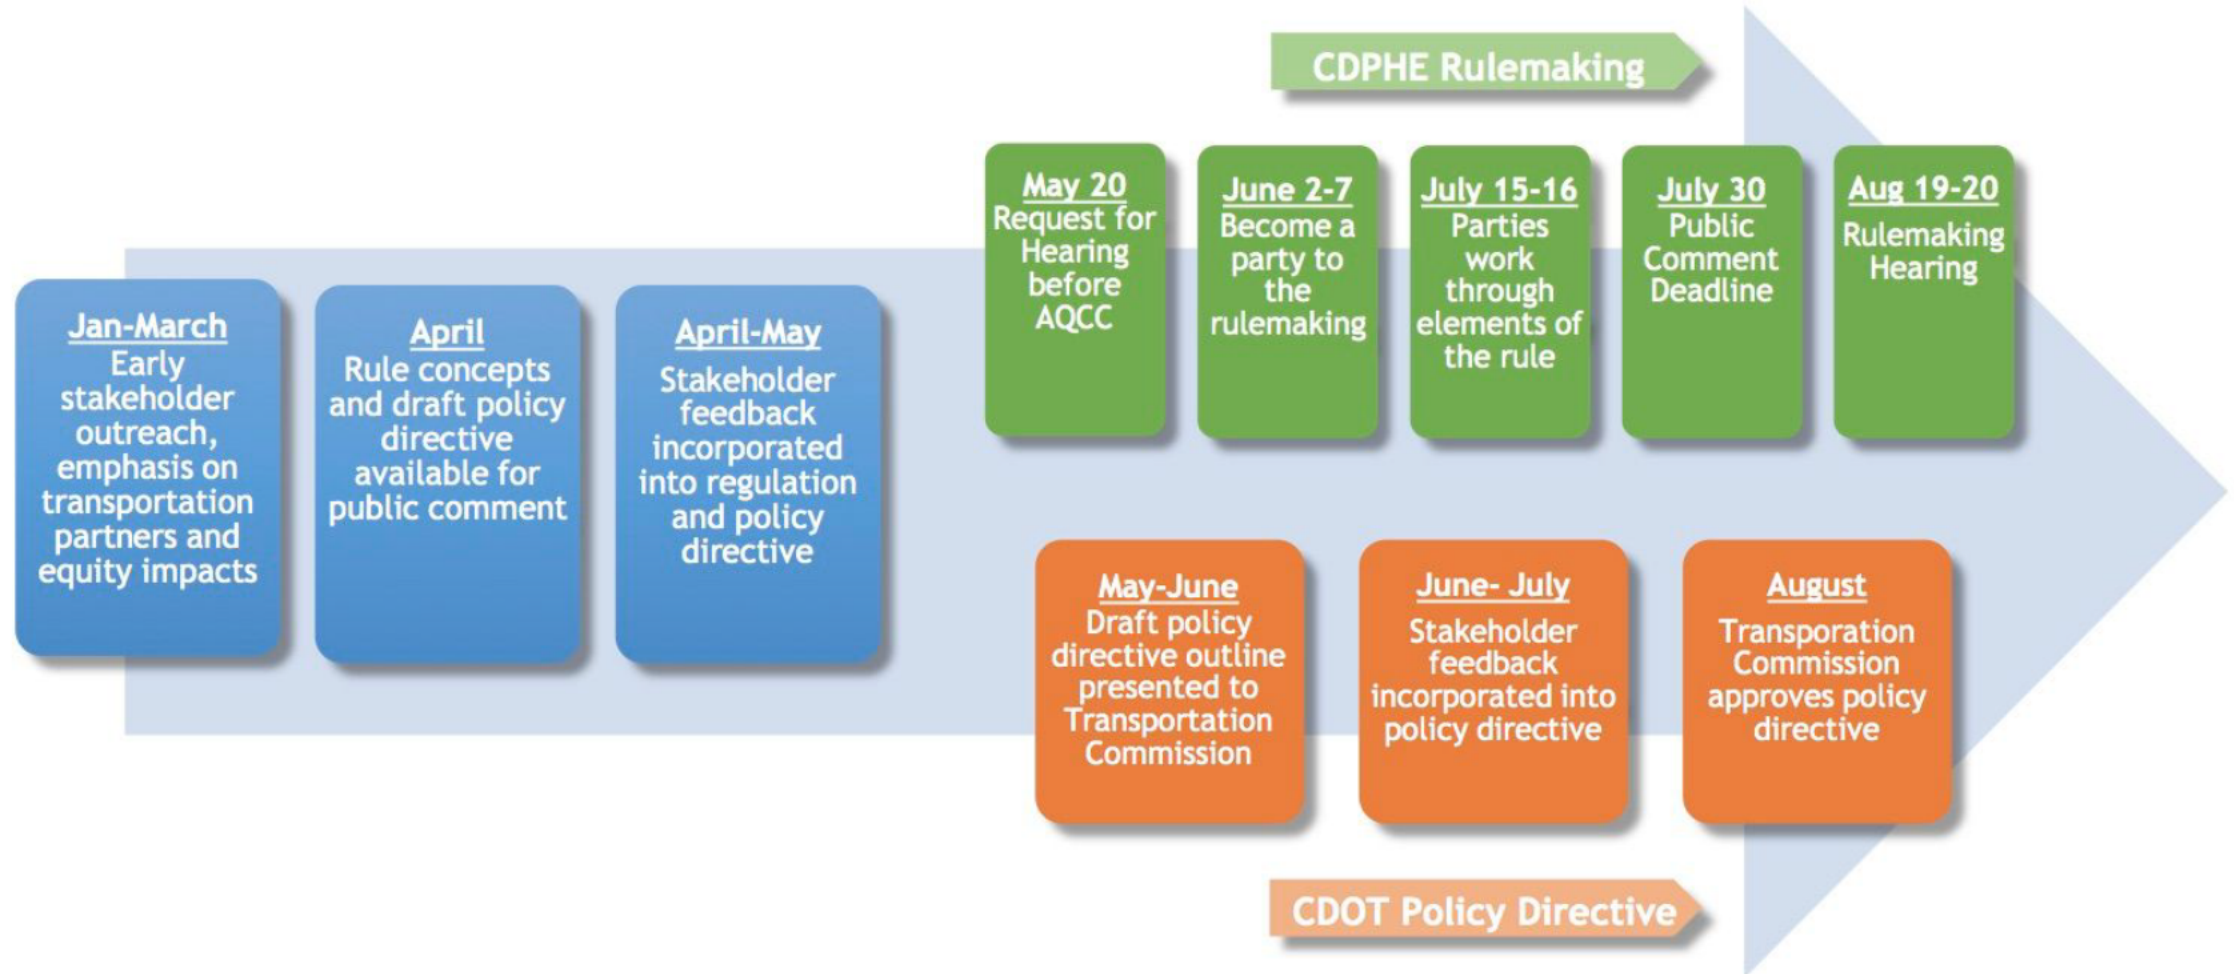 CDPHE Rulemaking
Jan-March
Early
stakeholder
outreach,
emphasis on
transportation
partners and
equity impacts
April
Rule concepts
and draft policy
directive
available for
public comment
April-May
Stakeholder
feedback
incorporated
into regulation
and policy
directive
May 20
Request for
Hearing
before
AQCC
June 2-7
Become a
party to
the
rulemaking
July 15-16
Parties
work
through
elements of
the rule
July 30
Public
Comment
Deadline
Aug 19-20
Rulemaking
Hearing
May-June
Draft policy
directive outline
presented to
Transportation
Commission
June- July
Stakeholder
feedback
incorporated into
policy directive
August
Transporation
Commission
approves policy
directive
CDOT Policy Directive